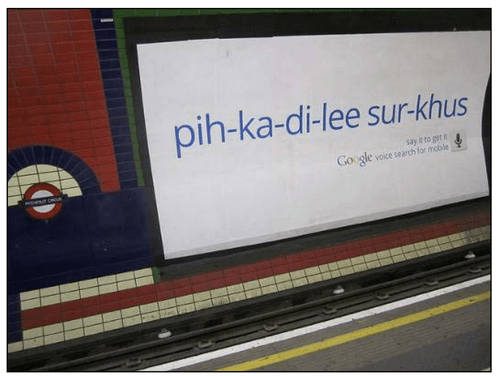 pih-ka-di-lee sur-khus
say it to get it
Google voice search for mobile
PICCADILLY CIRCUS